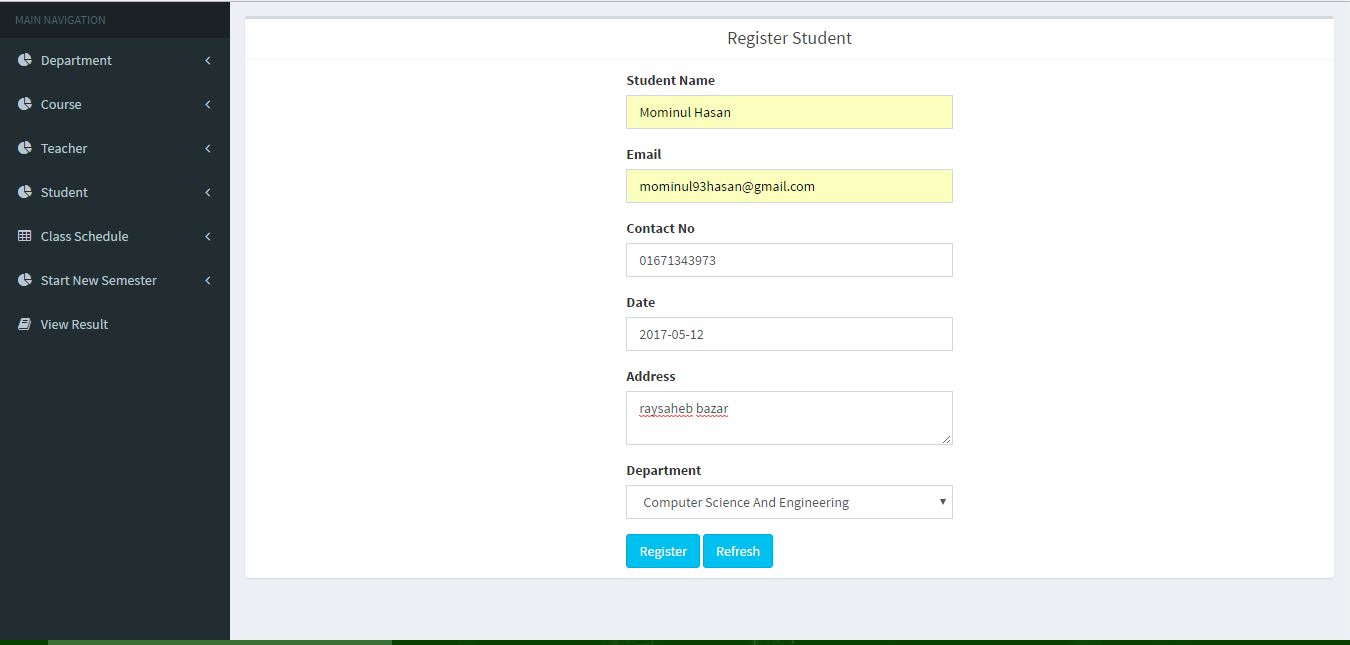 MAIN NAVIGATION
Department
Course
Teacher
Student
Class Schedule
Start New Semester
View Result
Register Student
Student Name
Mominul Hasan
Email
mominul93hasan@gmail.com
Contact No
01671343973
Date
2017-05-12
Address
raysaheb bazar
Department
Computer Science And Engineering
Register Refresh